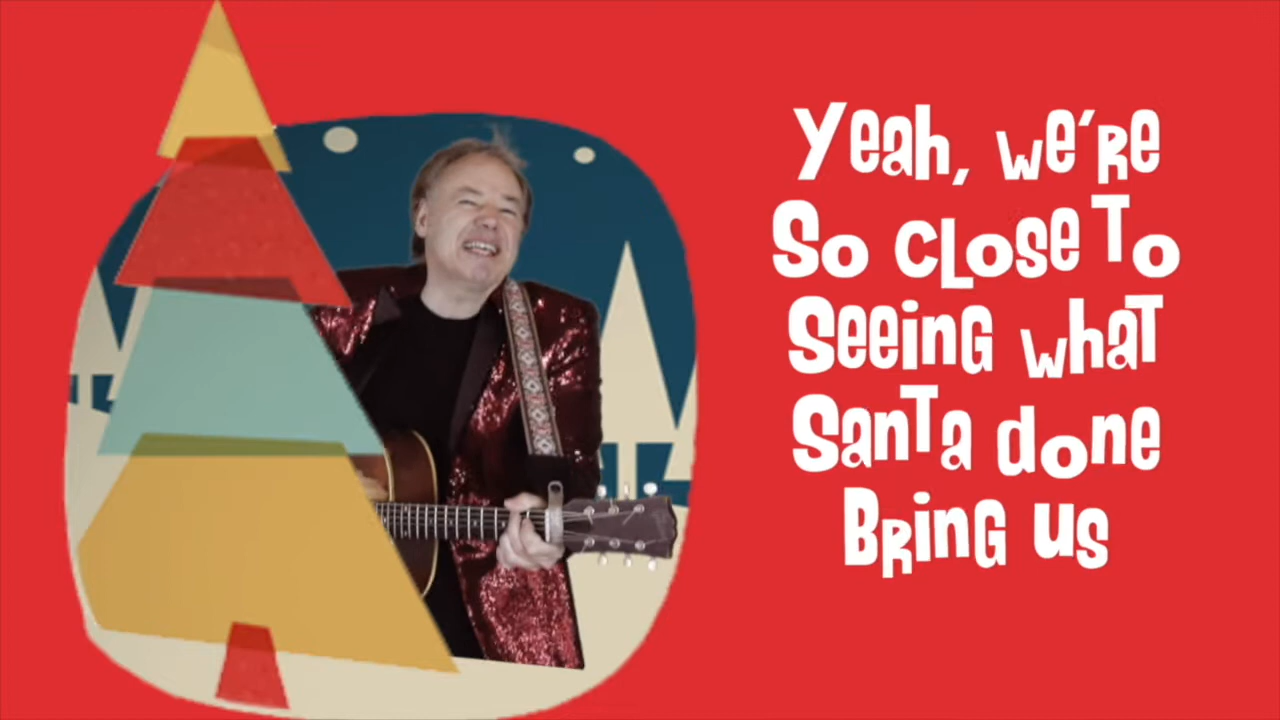 Yeah, we're
So close to
Seeing what
Santa done
Bring us